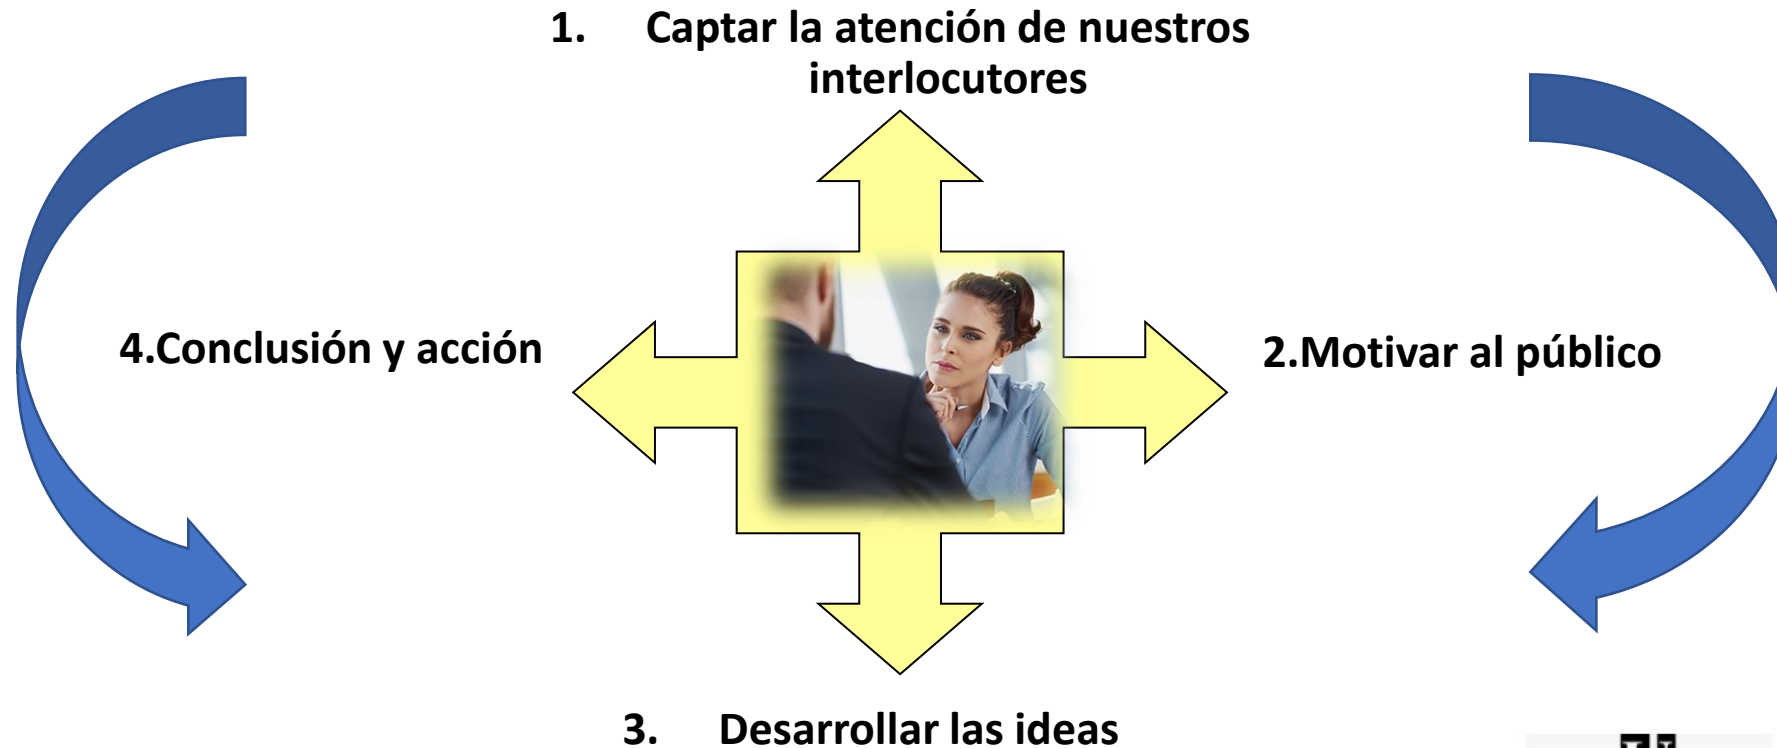 1. Captar la atención de nuestros
interlocutores
4.Conclusión y acción
2.Motivar al público
3. Desarrollar las ideas